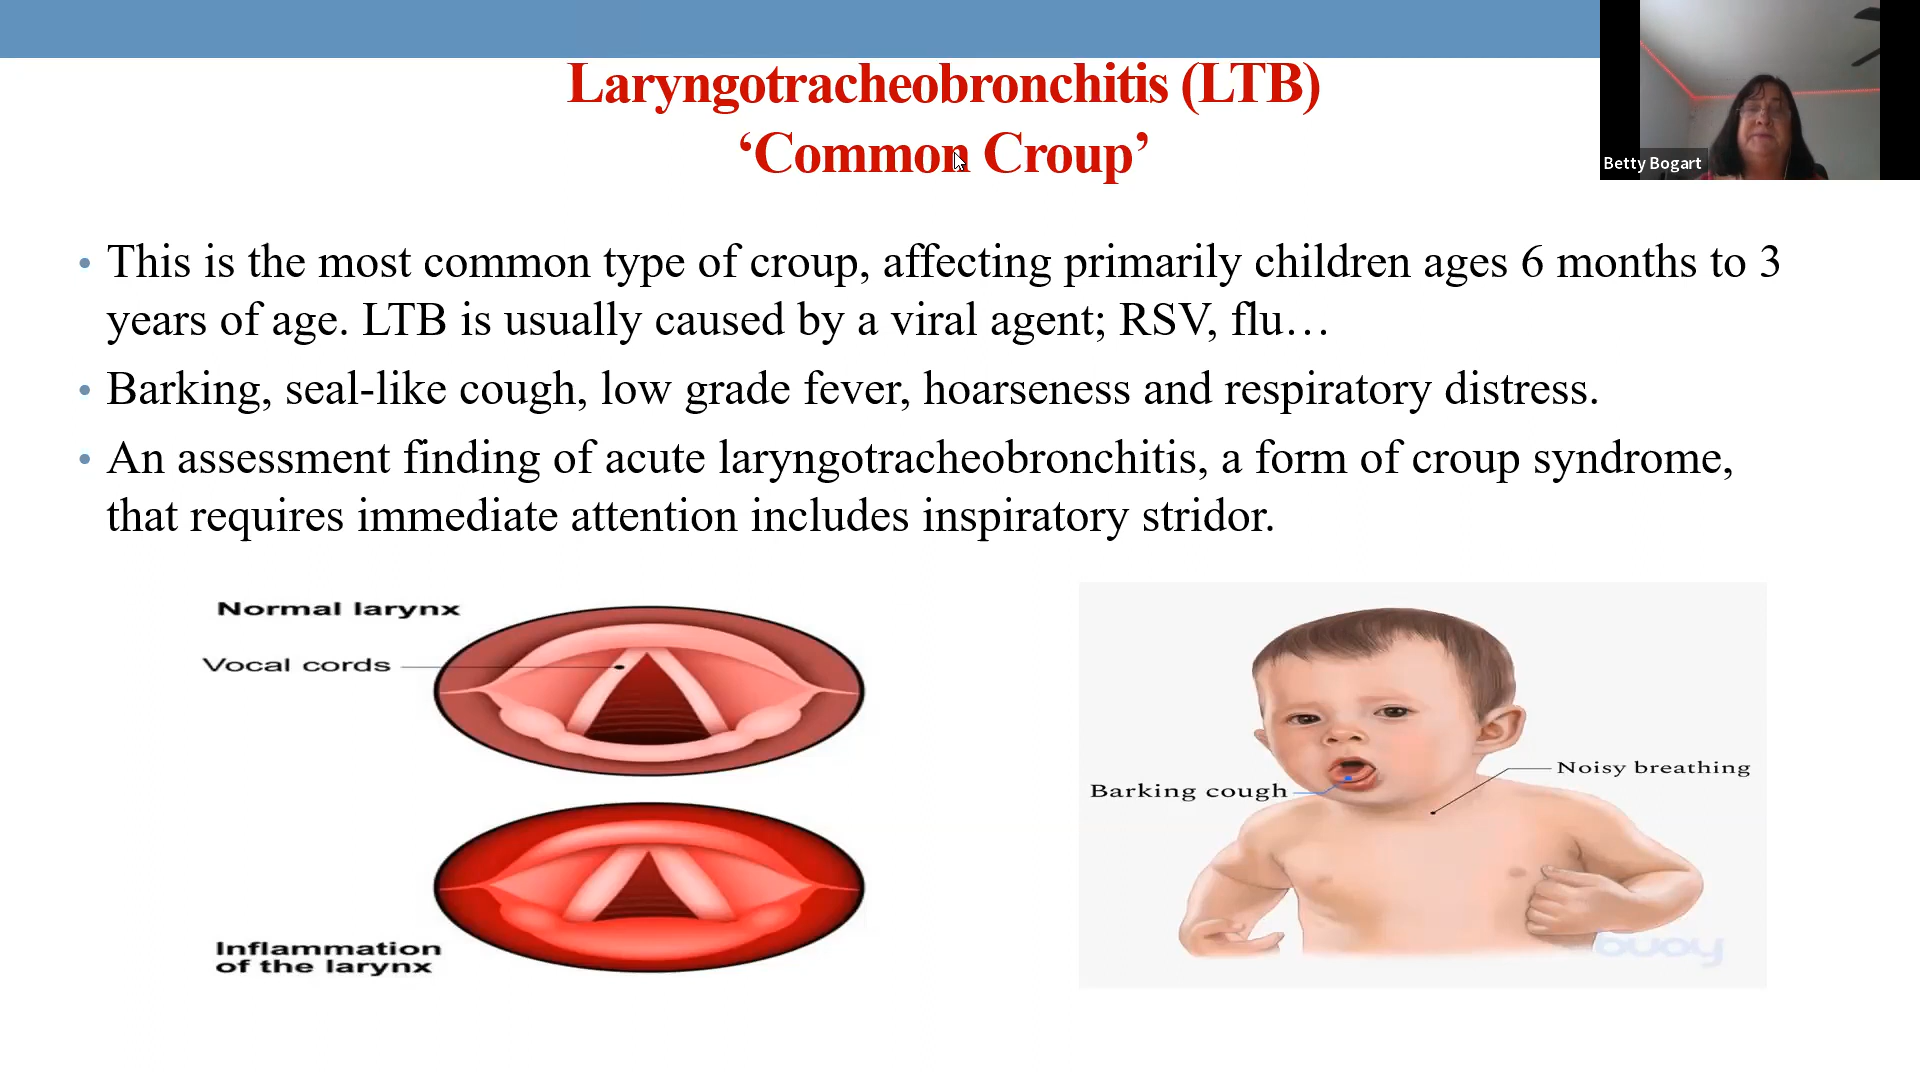 Laryngotracheobronchitis (LTB)
‘Common Croup’
Betty Bogart
• This is the most common type of croup, affecting primarily children ages 6 months to 3
years of age. LTB is usually caused by a viral agent; RSV, flu…
• Barking, seal-like cough, low grade fever, hoarseness and respiratory distress.
• An assessment finding of acute laryngotracheobronchitis, a form of croup syndrome,
that requires immediate attention includes inspiratory stridor.
Normal larynx
Vocal cords
Inflammation
of the larynx
Noisy breathing
Barking cough
buoy